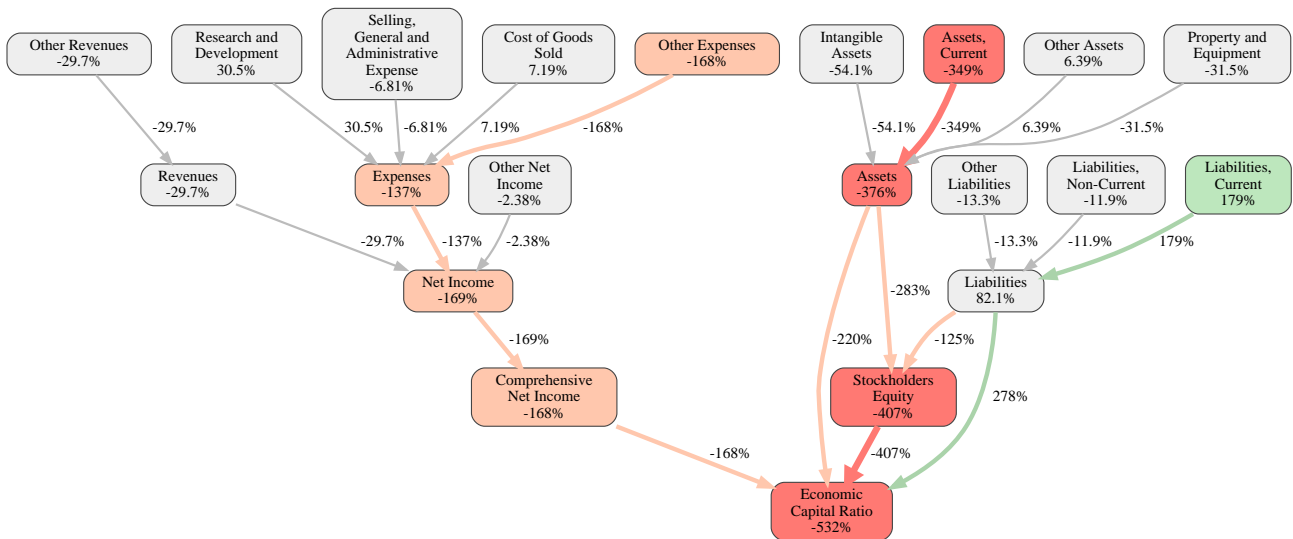 Other Revenues
-29.7%
Research and
Development
30.5%
Selling,
General and
Administrative
Expense
-6.81%
Cost of Goods
Sold
7.19%
Other Expenses
-168%
Intangible
Assets
-54.1%
Assets,
Current
-349%
Other Assets
6.39%
Property and
Equipment
-31.5%
-29.7%
30.5%
-6.81%
7.19%
-168%
-54.1%
-349%
6.39%
-31.5%
Revenues
-29.7%
Expenses
-137%
Other Net
Income
-2.38%
Assets
-376%
Other
Liabilities
-13.3%
Liabilities,
Non-Current
-11.9%
Liabilities,
Current
179%
-29.7%
-137%
-2.38%
-13.3%
-11.9%
179%
Net Income
-169%
-283%
Liabilities
82.1%
-169%
-220%
-125%
Comprehensive
Net Income
-168%
Stockholders
Equity
-407%
278%
-168%
-407%
Economic
Capital Ratio
-532%